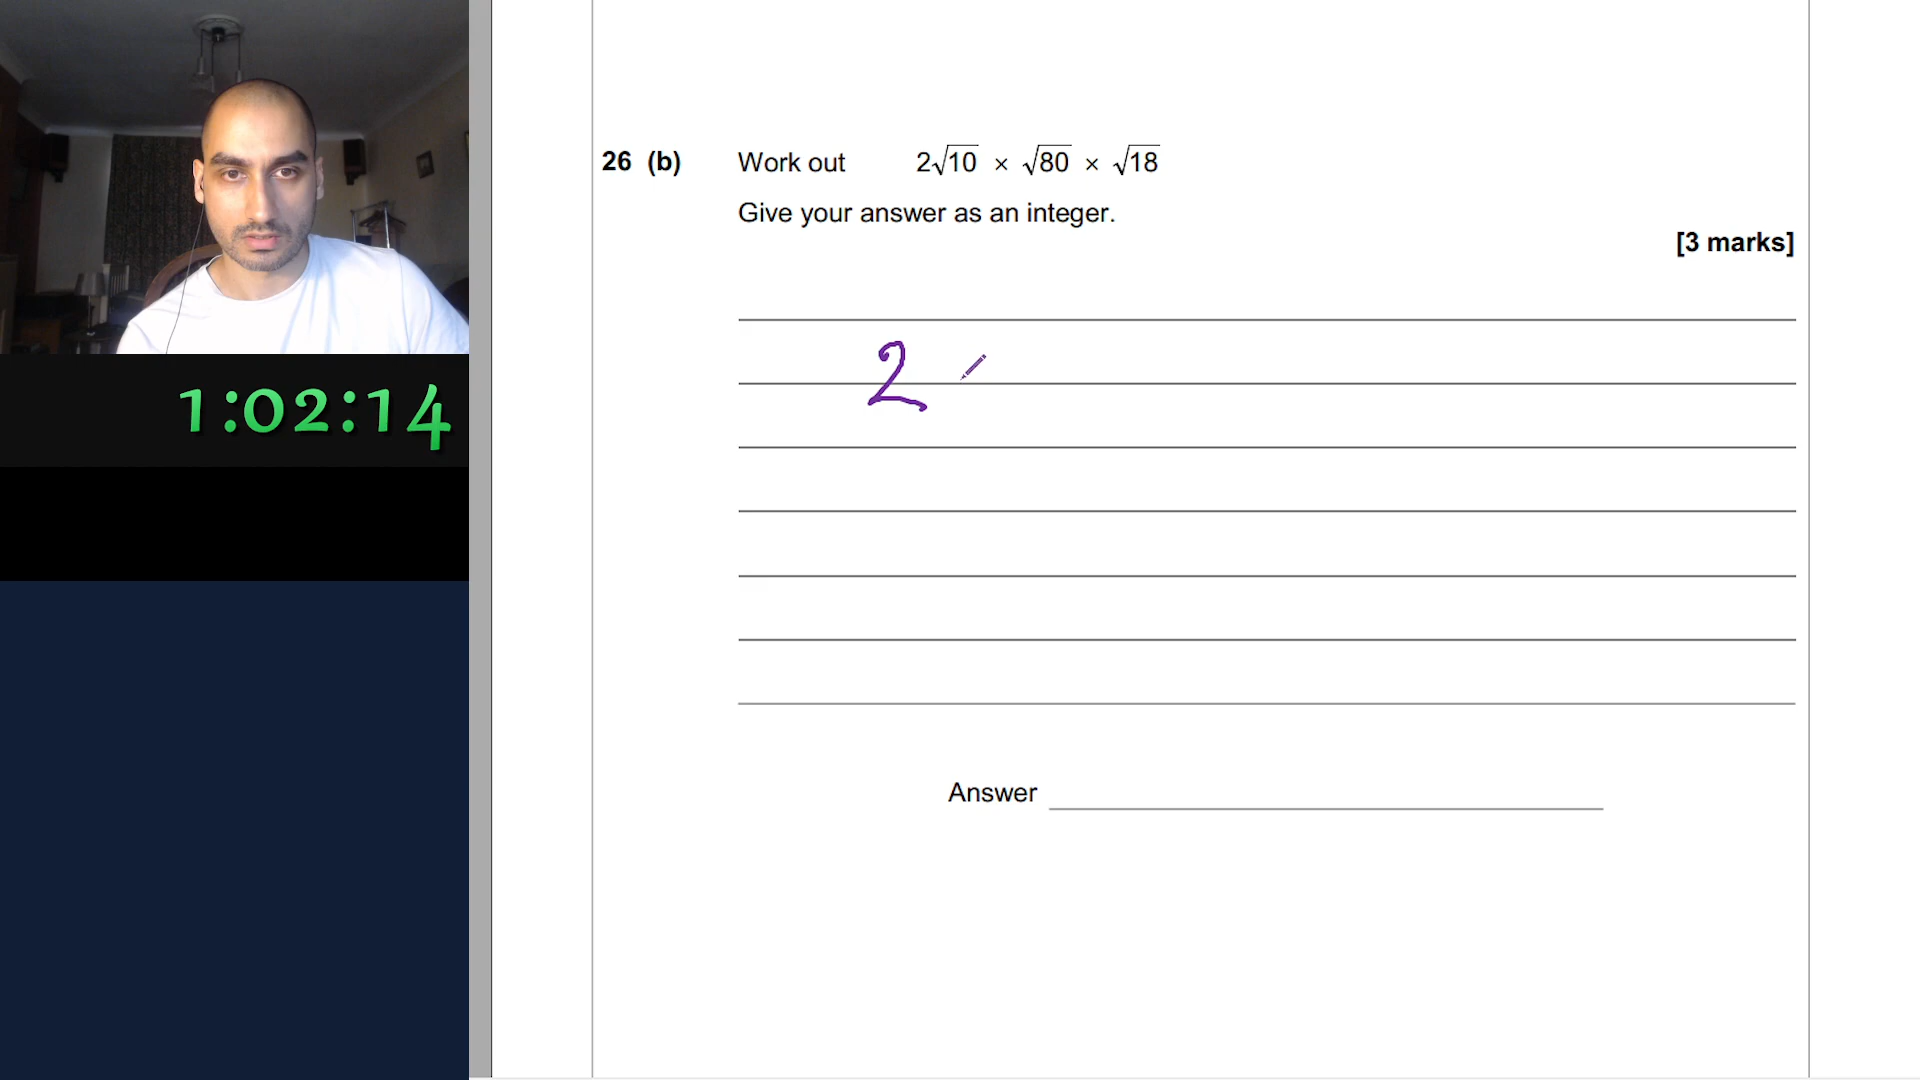 26 (b) Work out 2√10 × √80 × √18
Give your answer as an integer.
[3 marks]
2
1:02:14
Answer